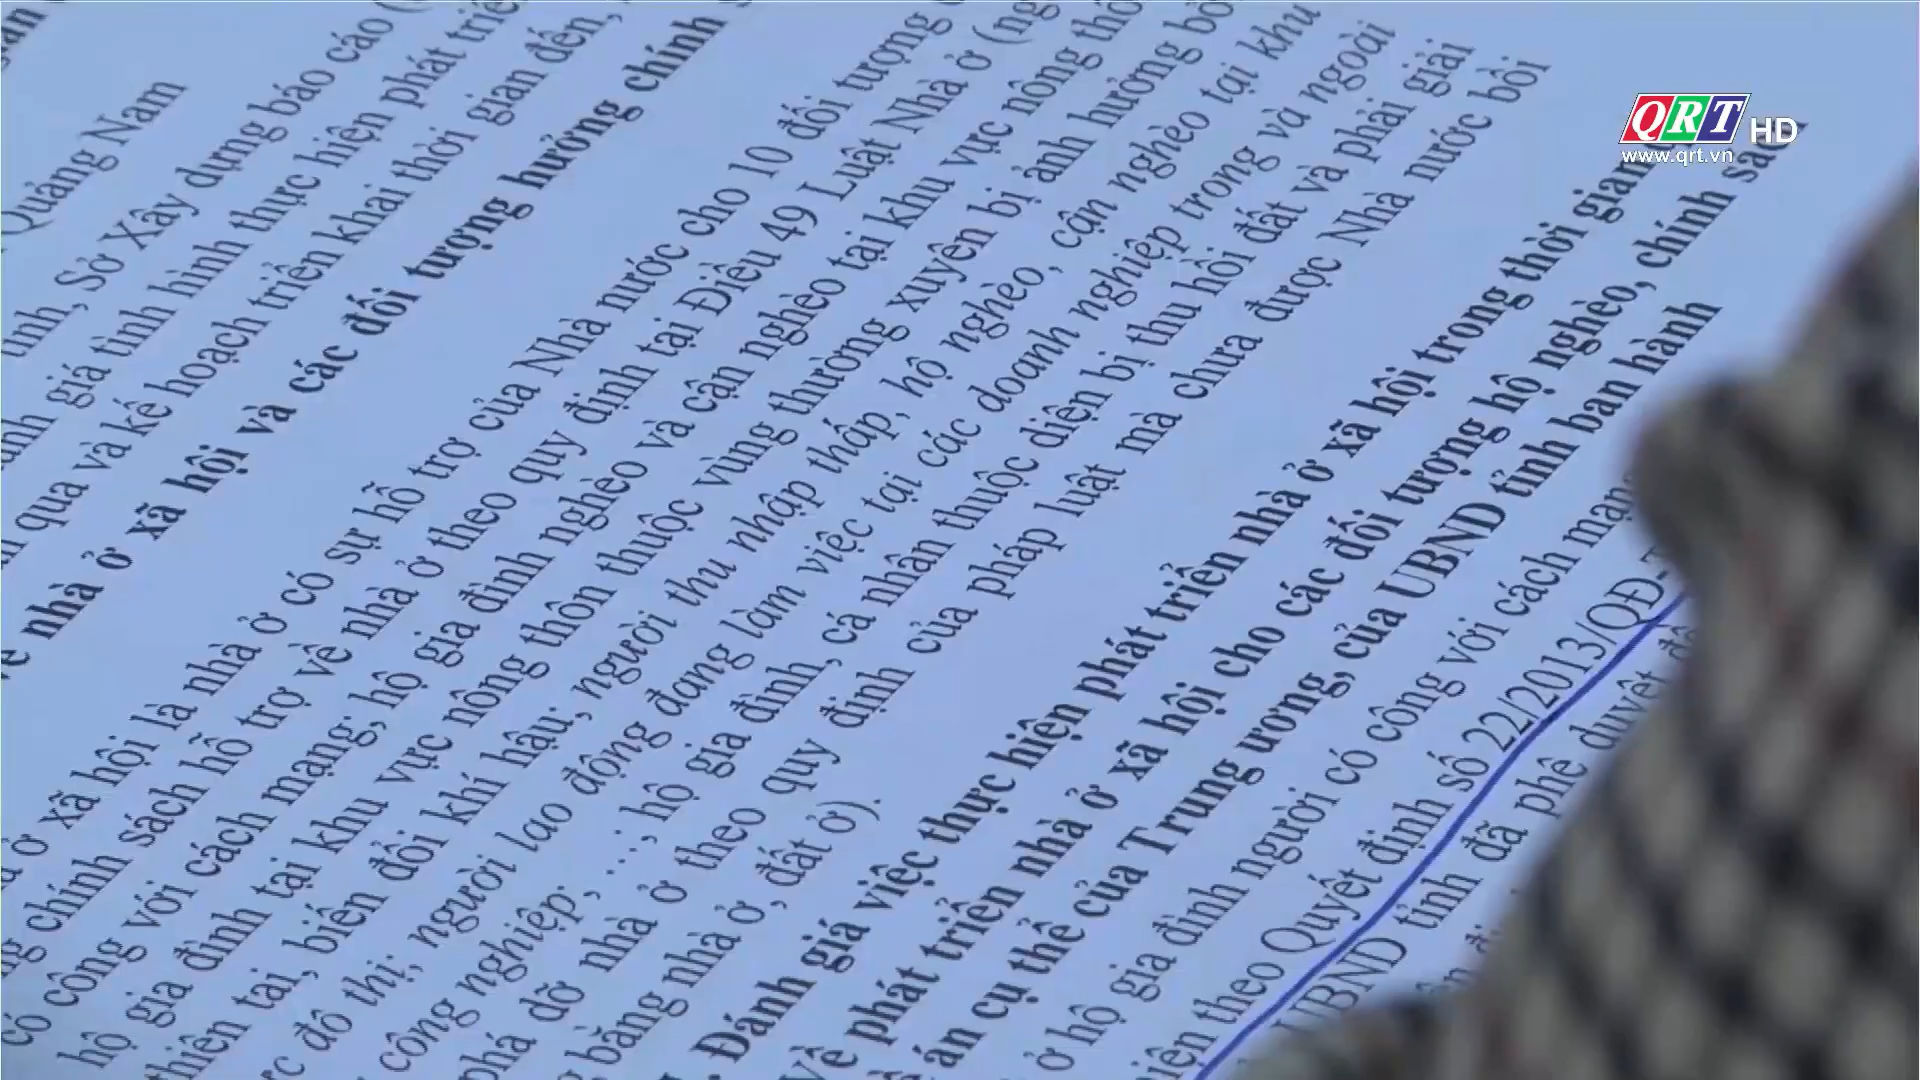 Quảng Nam
tỉnh, Sở Xây dựng báo cáo
giá tình hình thực hiện phát triển
qua và kế hoạch triển khai thời gian đến,
nhà ở xã hội và các đối tượng hưởng chính
ở xã hội là nhà ở có sự hỗ trợ của Nhà nước cho 10 đối tượng
chính sách hỗ trợ về nhà ở theo quy định tại Điều 49 Luật Nhà ở
có công với cách mạng; hộ gia đình nghèo và cận nghèo tại khu vực nông
hộ gia đình tại khu vực nông thôn thuộc vùng thường xuyên bị ảnh hưởng bởi
thiên tai, biến đổi khí hậu; người thu nhập thấp, hộ nghèo, cận nghèo tại khu
đô thị; người lao động đang làm việc tại các doanh nghiệp trong và ngoài
công nghiệp; ...; hộ gia đình, cá nhân thuộc diện bị thu hồi đất và phải giải
phá dỡ nhà ở theo quy định của pháp luật mà chưa được Nhà nước bồi
bằng nhà ở, đất ở).
Đánh giá việc thực hiện phát triển nhà ở xã hội trong thời gian
về phát triển nhà ở xã hội cho các đối tượng hộ nghèo, chính
án cụ thể của Trung ương, của UBND tỉnh ban hành
ở hộ gia đình người có công với cách mạng
theo Quyết định số 22/2013/QĐ-
UBND tỉnh đã phê duyệt
QRT HD
www.qrt.vn